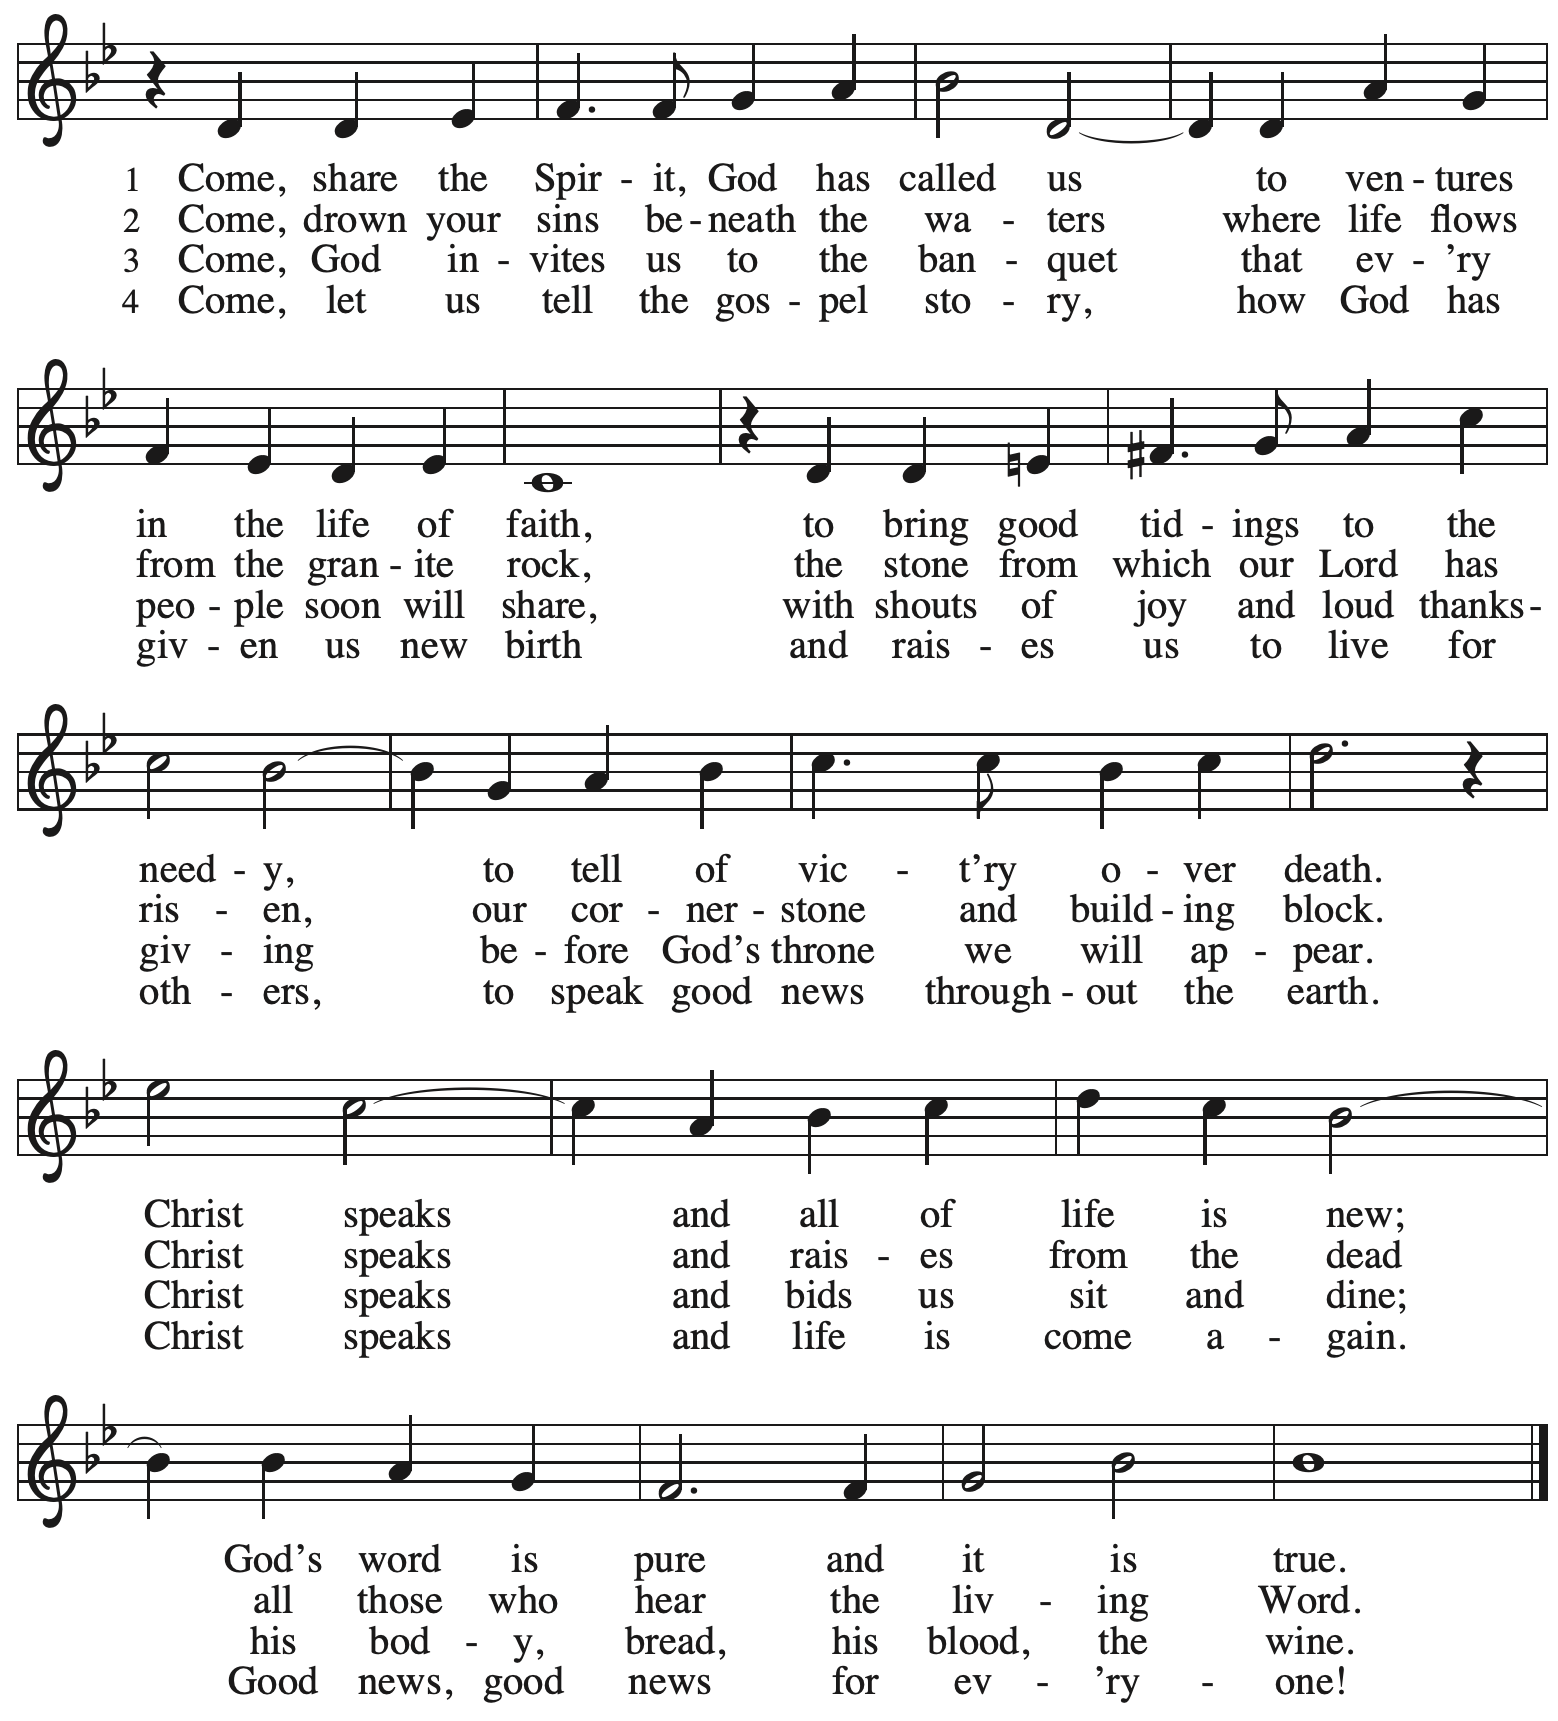 1 Come, share the Spir - it, God has called us to ven - tures
2 Come, drown your sins be - neath the wa - ters where life flows
3 Come, God in - vites us to the ban - quet that ev - ’ry
4 Come, let us tell the gos - pel sto - ry, how God has
in the life of faith, to bring good tid - ings to the
from the gran - ite rock, the stone from which our Lord has
peo - ple soon will share, with shouts of joy and loud thanks -
giv - en us new birth and rais - es us to live for
need - y, to tell of vic - t’ry o - ver death.
ris - en, our cor - ner - stone and build - ing block.
giv - ing be - fore God’s throne we will ap - pear.
oth - ers, to speak good news through - out the earth.
Christ speaks and all of life is new;
Christ speaks and rais - es from the dead
Christ speaks and bids us sit and dine;
Christ speaks and life is come a - gain.
God’s word is pure and it is true.
all those who hear the liv - ing Word.
his bod - y, bread, his blood, the wine.
Good news, good news for ev - ’ry - one!